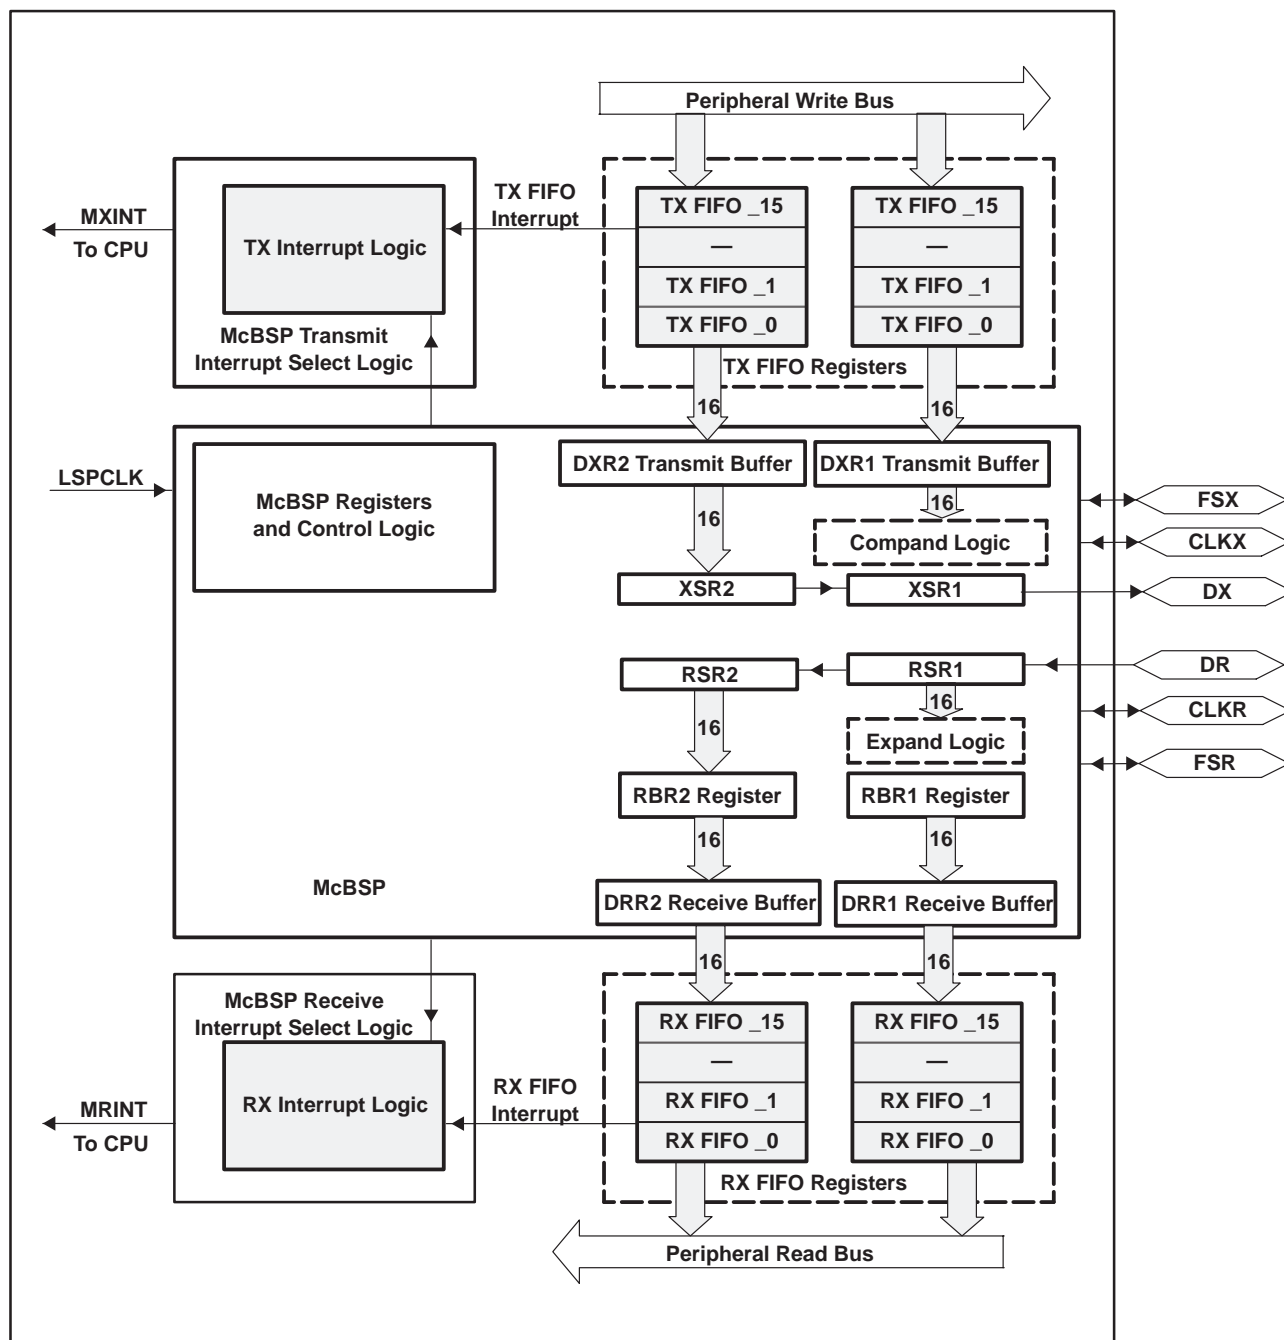 Peripheral Write Bus
TX FIFO
Interrupt
TX FIFO _15
TX FIFO _15
MXINT
To CPU
TX Interrupt Logic
—
—
TX FIFO _1
TX FIFO _1
TX FIFO _0
TX FIFO _0
McBSP Transmit
Interrupt Select Logic
TX FIFO Registers
16
16
LSPCLK
McBSP Registers
and Control Logic
DXR2 Transmit Buffer
DXR1 Transmit Buffer
16
16
FSX
Compand Logic
CLKX
XSR2
XSR1
DX
RSR2
RSR1
DR
16
16
CLKR
Expand Logic
FSR
RBR2 Register
RBR1 Register
16
16
McBSP
DRR2 Receive Buffer
DRR1 Receive Buffer
16
16
McBSP Receive
Interrupt Select Logic
RX FIFO _15
RX FIFO _15
—
—
RX FIFO
Interrupt
MRINT
To CPU
RX Interrupt Logic
RX FIFO _1
RX FIFO _1
RX FIFO _0
RX FIFO _0
RX FIFO Registers
Peripheral Read Bus